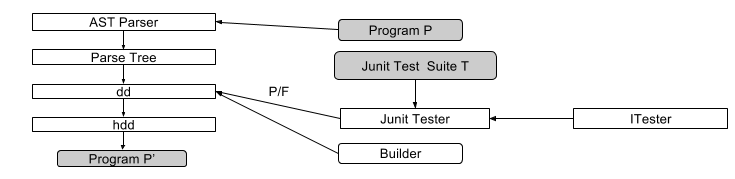 AST Parser
Program P
Parse Tree
Junit Test Suite T
dd
P/F
Junit Tester
ITester
hdd
Builder
Program P'